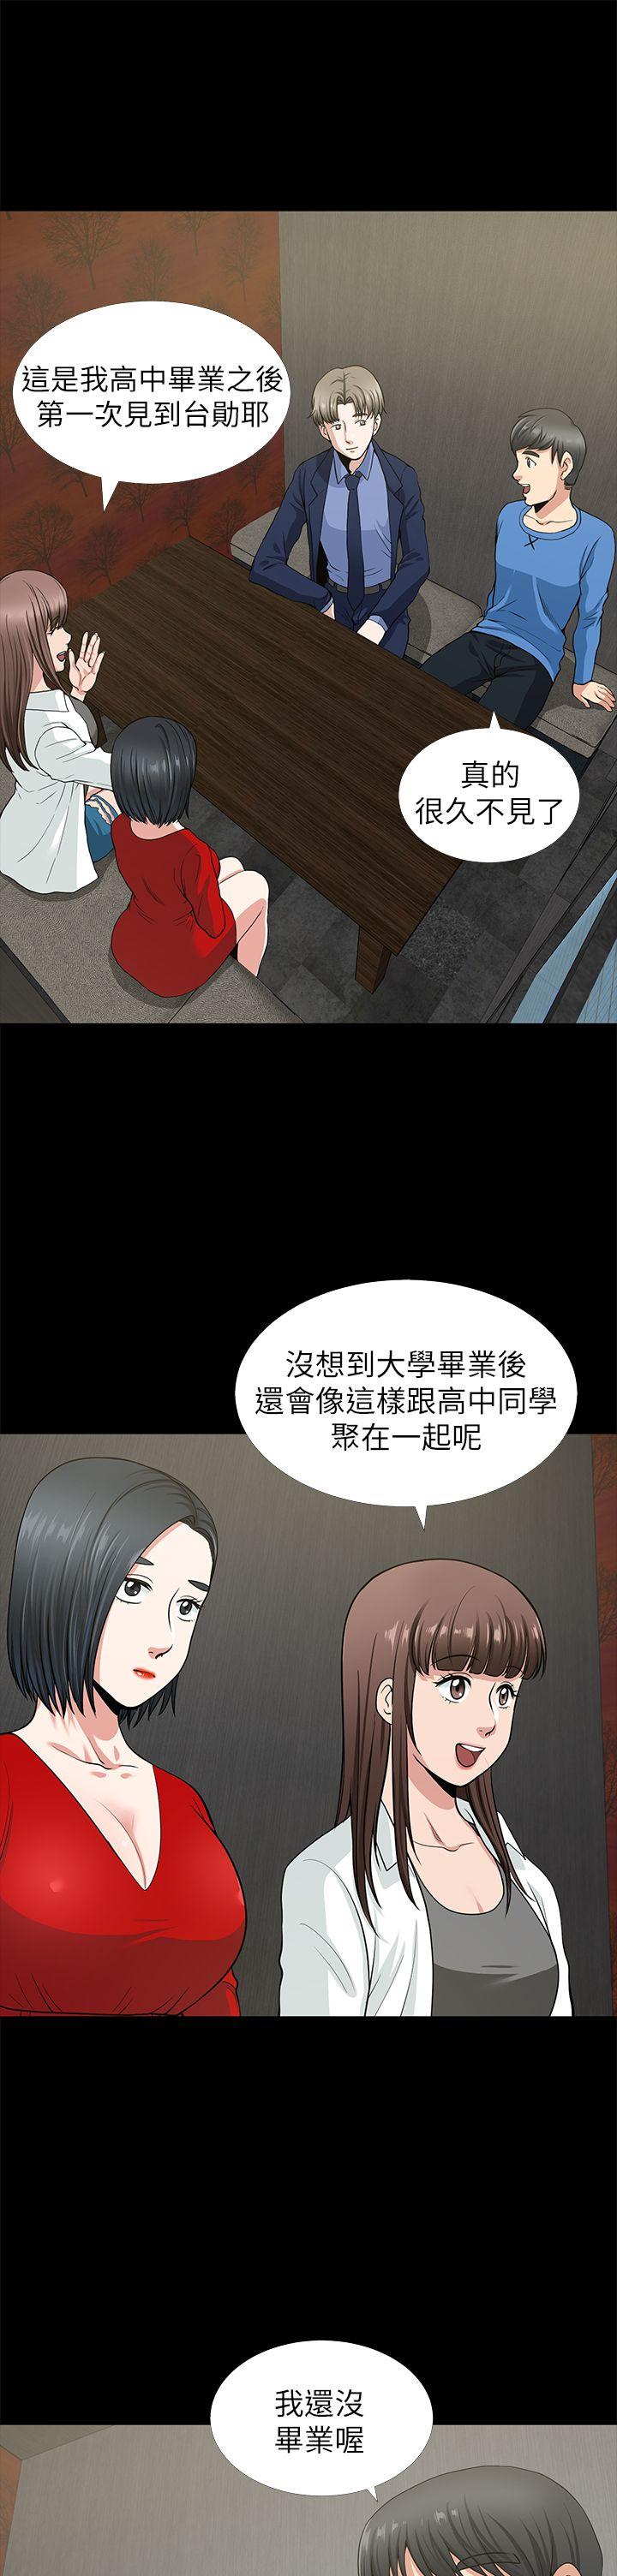 這是我高中畢業之後
第一次見到台勛耶
真的
很久不見了
沒想到大學畢業後
還會像這樣跟高中同學
聚在一起呢
我還沒
畢業喔